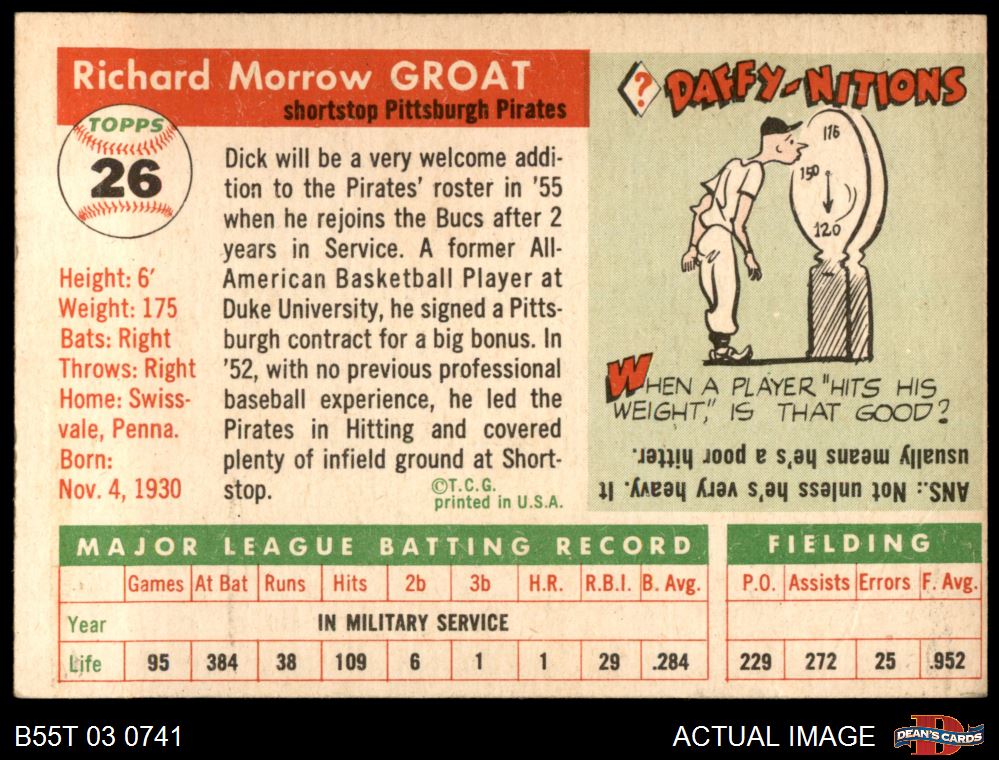 Richard Morrow GROAT
shortstop Pittsburgh Pirates
TOPPS
26
Height: 6'
Weight: 175
Bats: Right
Throws: Right
Home: Swiss-
vale, Penna.
Born:
Nov. 4, 1930
Dick will be a very welcome addi-
tion to the Pirates' roster in '55
when he rejoins the Bucs after 2
years in Service. A former All-
American Basketball Player at
Duke University, he signed a Pitts-
burgh contract for a big bonus. In
'52, with no previous professional
baseball experience, he led the
Pirates in Hitting and covered
plenty of infield ground at Short-
stop.
©T.C.G.
printed in U.S.A.
? DAFFY-NITIONS
176
150
120
WHEN A PLAYER "HITS HIS
WEIGHT," IS THAT GOOD?
ANS.: Not unless he's very heavy. It
usually means he's a poor hitter.
MAJOR LEAGUE BATTING RECORD
Games At Bat Runs Hits 2b 3b H.R. R.B.I. B. Avg.
Year IN MILITARY SERVICE
Life 95 384 38 109 6 1 1 29 .284
FIELDING
P.O. Assists Errors F. Avg.
229 272 25 .952
B55T 03 0741
ACTUAL IMAGE
D
DEAN'S CARDS